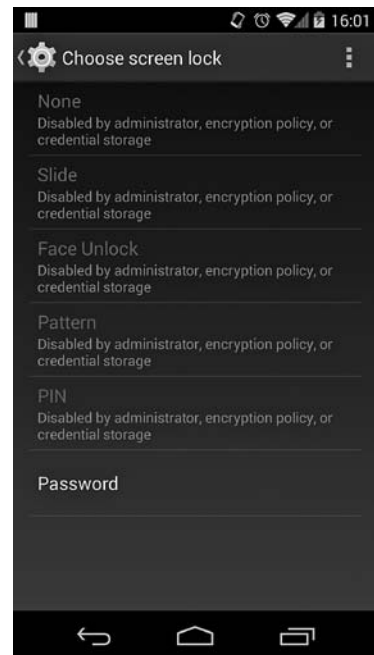 16:01
Choose screen lock
None
Disabled by administrator, encryption policy, or
credential storage
Slide
Disabled by administrator, encryption policy, or
credential storage
Face Unlock
Disabled by administrator, encryption policy, or
credential storage
Pattern
Disabled by administrator, encryption policy, or
credential storage
PIN
Disabled by administrator, encryption policy, or
credential storage
Password